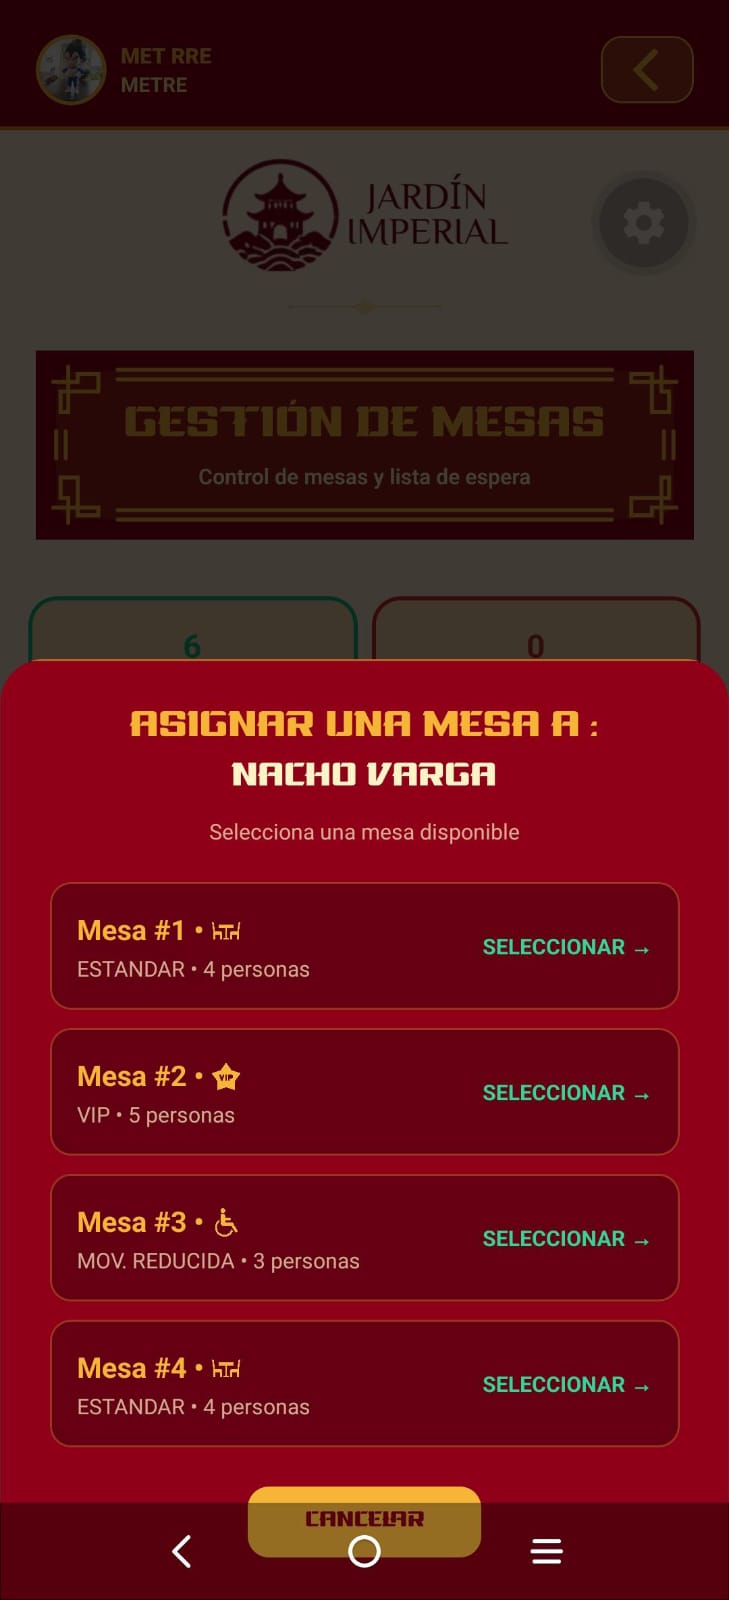 MET RRE
METRE
JARDÍN
IMPERIAL
GESTIÓN DE MESAS
Control de mesas y lista de espera
6
0
ASIGNAR UNA MESA A :
NACHO VARGA
Selecciona una mesa disponible
Mesa #1 •
ESTANDAR • 4 personas
SELECCIONAR →
Mesa #2 • VIP
VIP • 5 personas
SELECCIONAR →
Mesa #3 •
MOV. REDUCIDA • 3 personas
SELECCIONAR →
Mesa #4 •
ESTANDAR • 4 personas
SELECCIONAR →
CANCELAR